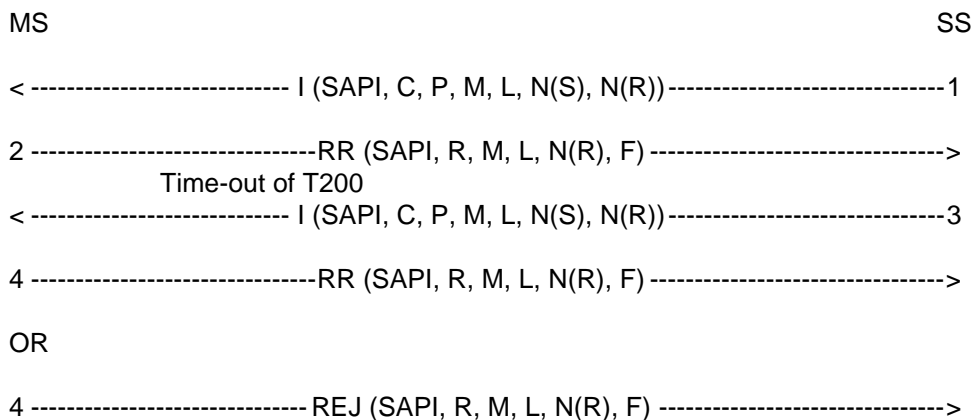 MS SS
< ----------------------------- I (SAPI, C, P, M, L, N(S), N(R))-------------------------------1
2 --------------------------------RR (SAPI, R, M, L, N(R), F) --------------------------------->
Time-out of T200
< ----------------------------- I (SAPI, C, P, M, L, N(S), N(R))-------------------------------3
4 --------------------------------RR (SAPI, R, M, L, N(R), F) --------------------------------->
OR
4 -------------------------------REJ (SAPI, R, M, L, N(R), F) -------------------------------->